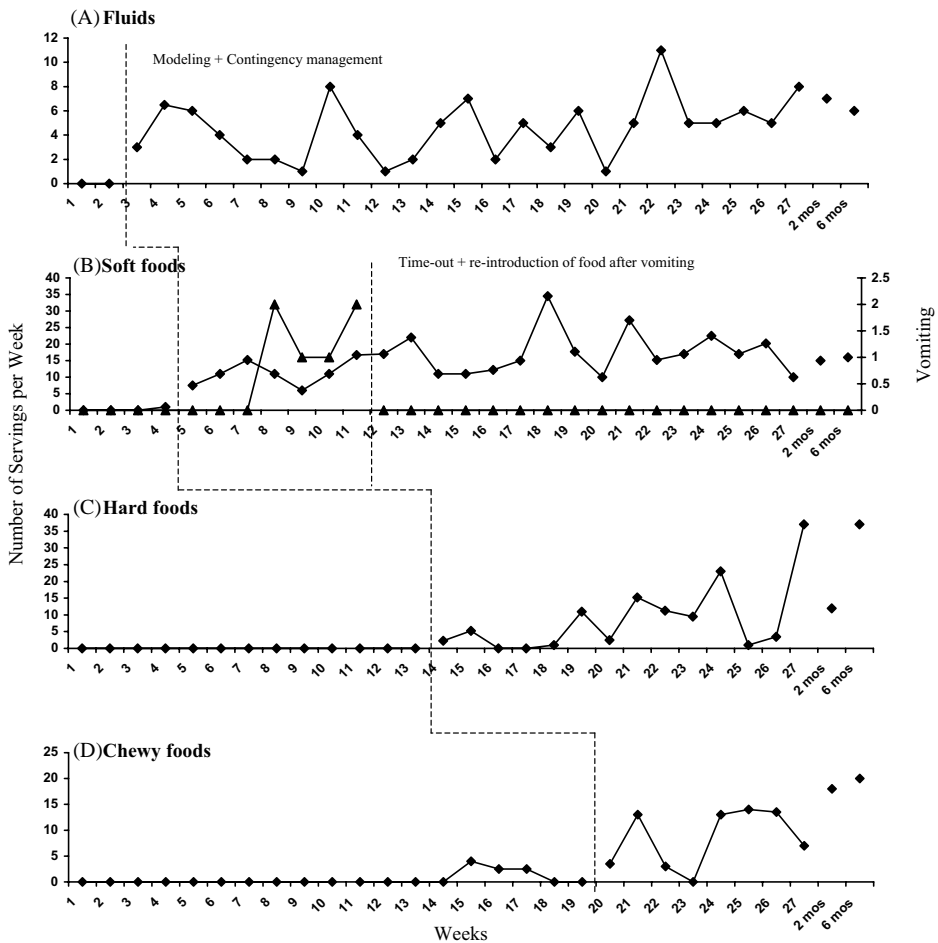 (A) Fluids
Modeling + Contingency management
12
10
8
6
4
2
0
1 2 3 4 5 6 7 8 9 10 11 12 13 14 15 16 17 18 19 20 21 22 23 24 25 26 27 2 mos 6 mos
(B) Soft foods
Time-out + re-introduction of food after vomiting
40
35
30
25
20
15
10
5
0
2.5
2
1.5
1
0.5
0
Vomiting
1 2 3 4 5 6 7 8 9 10 11 12 13 14 15 16 17 18 19 20 21 22 23 24 25 26 27 2 mos 6 mos
Number of Servings per Week
(C) Hard foods
40
35
30
25
20
15
10
5
0
1 2 3 4 5 6 7 8 9 10 11 12 13 14 15 16 17 18 19 20 21 22 23 24 25 26 27 2 mos 6 mos
(D) Chewy foods
25
20
15
10
5
0
1 2 3 4 5 6 7 8 9 10 11 12 13 14 15 16 17 18 19 20 21 22 23 24 25 26 27 2 mos 6 mos
Weeks